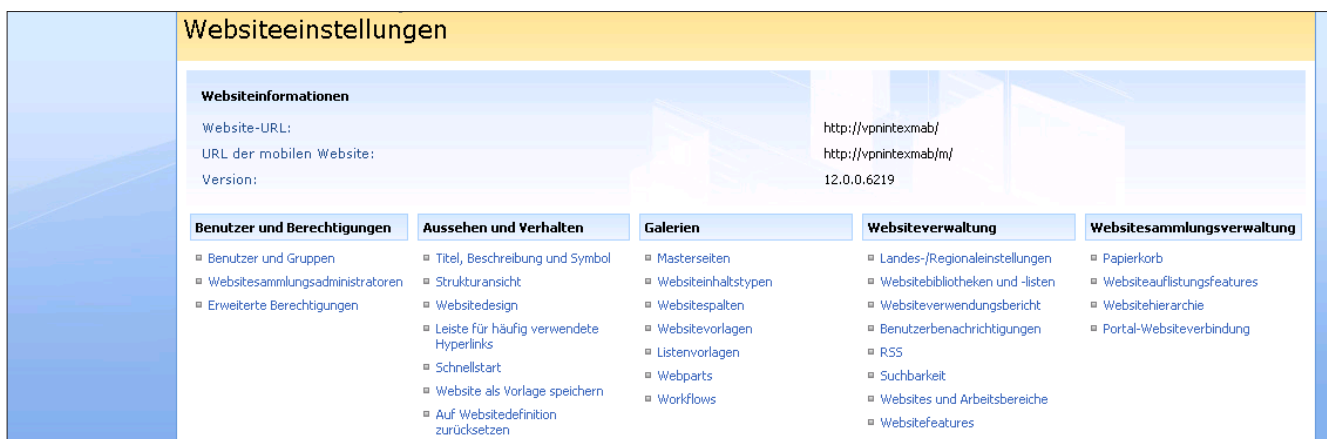 Websiteeinstellungen
Websiteinformationen
Website-URL: http://vpnintexmab/
URL der mobilen Website: http://vpnintexmab/m/
Version: 12.0.0.6219
Benutzer und Berechtigungen
Benutzer und Gruppen
Websitesammlungsadministratoren
Erweiterte Berechtigungen
Aussehen und Verhalten
Titel, Beschreibung und Symbol
Strukturansicht
Websitedesign
Leiste für häufig verwendete
Hyperlinks
Schnellstart
Website als Vorlage speichern
Auf Websitedefinition
zurücksetzen
Galerien
Masterseiten
Websiteinhaltstypen
Websitespalten
Websitevorlagen
Listenvorlagen
Webparts
Workflows
Websiteverwaltung
Landes-/Regionaleinstellungen
Websitebibliotheken und -listen
Websiteverwendungsbericht
Benutzerbenachrichtigungen
RSS
Suchbarkeit
Websites und Arbeitsbereiche
Websitefeatures
Websitesammlungsverwaltung
Papierkorb
Websiteauflistungsfeatures
Websitehierarchie
Portal-Websiteverbindung